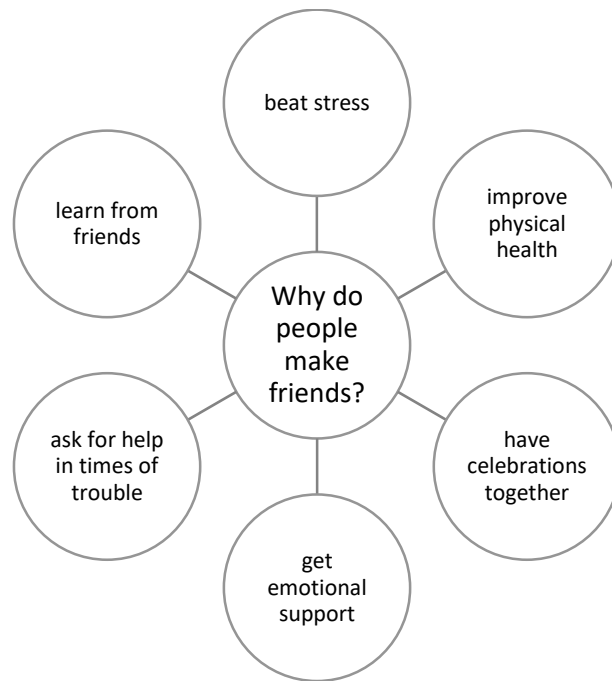 beat stress
learn from
friends
improve
physical
health
Why do
people
make
friends?
ask for help
in times of
trouble
have
celebrations
together
get
emotional
support